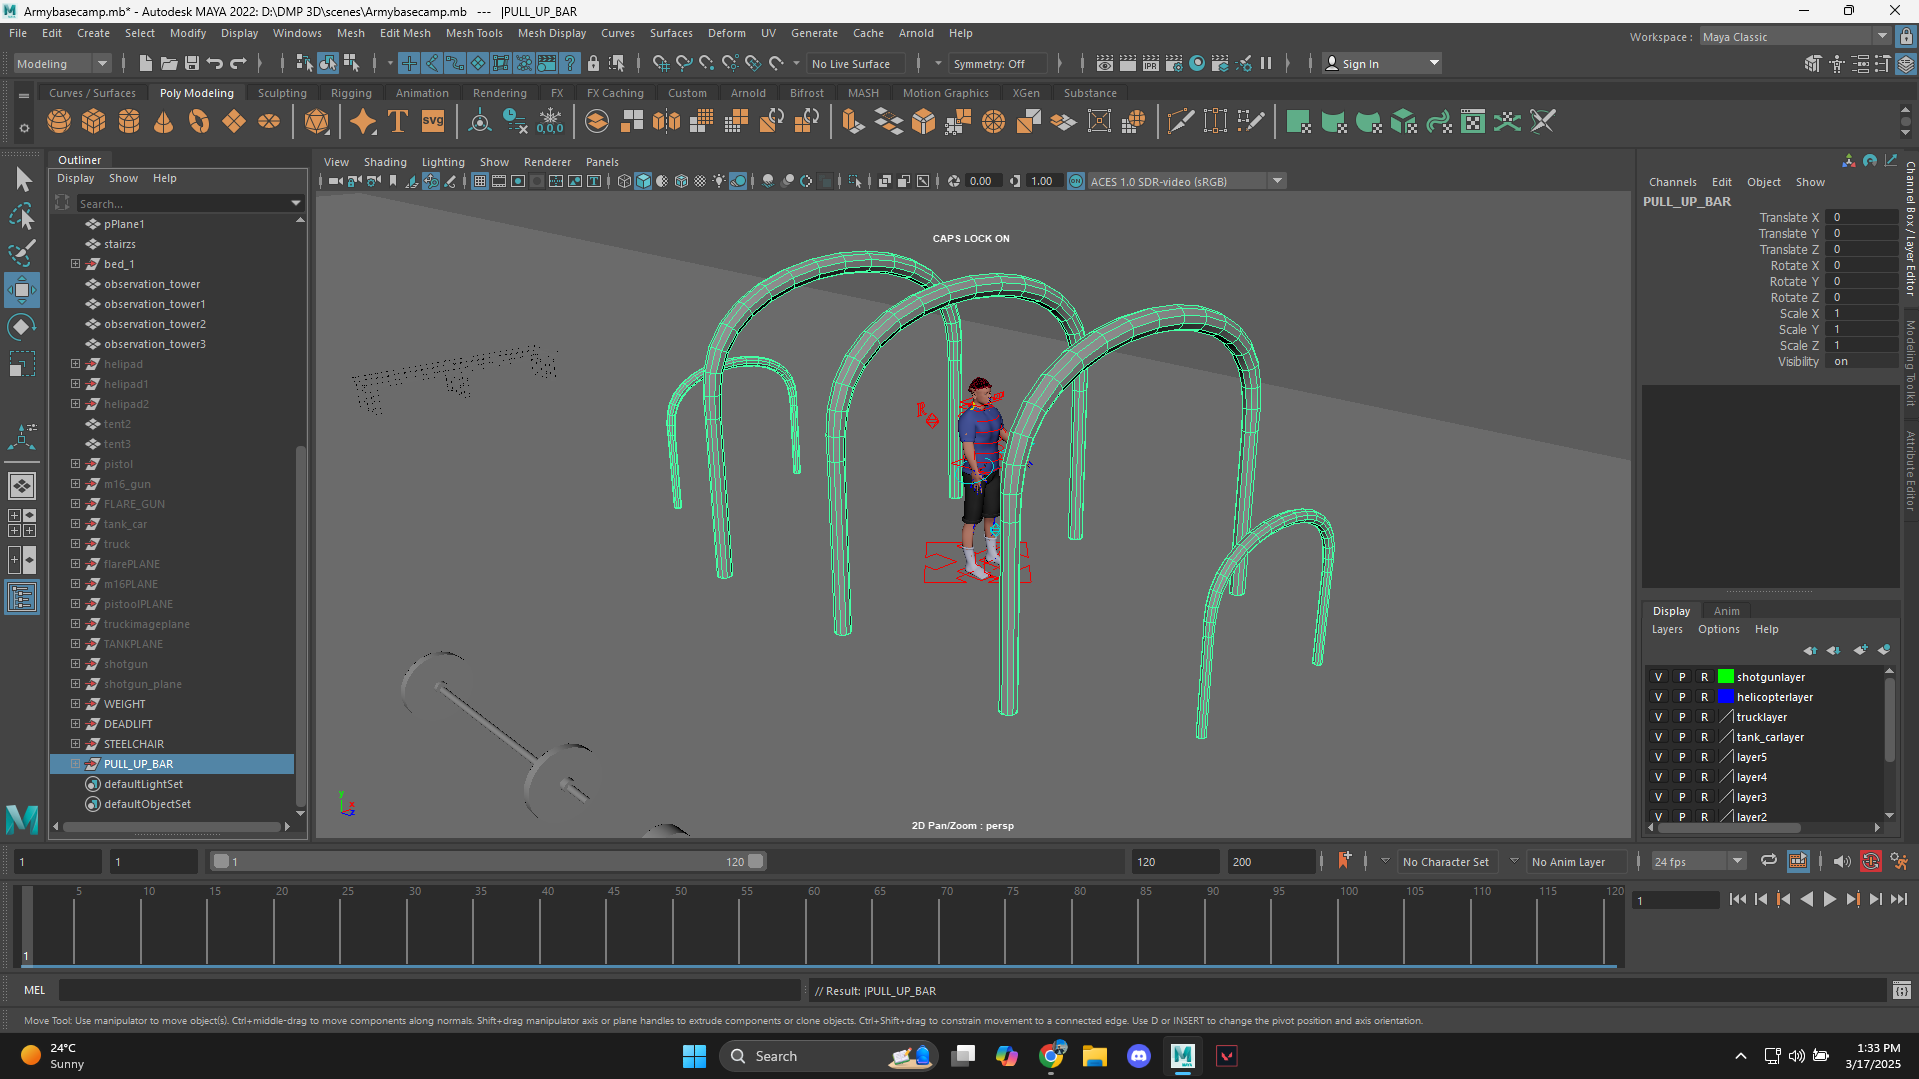 Armybasecamp.mb* - Autodesk MAYA 2022: D:\DMP 3D\scenes\Armybasecamp.mb   ---   |PULL_UP_BAR
File Edit Create Select Modify Display Windows Mesh Edit Mesh Mesh Tools Mesh Display Curves Surfaces Deform UV Generate Cache Arnold Help
Workspace : Maya Classic
Modeling No Live Surface Symmetry: Off Sign In
Curves / Surfaces Poly Modeling Sculpting Rigging Animation Rendering FX FX Caching Custom Arnold Bifrost MASH Motion Graphics XGen Substance
Outliner
Display Show Help
Search...
pPlane1
stairzs
bed_1
observation_tower
observation_tower1
observation_tower2
observation_tower3
helipad
helipad1
helipad2
tent2
tent3
pistol
m16_gun
FLARE_GUN
tank_car
truck
flarePLANE
m16PLANE
pistoolPLANE
truckimageplane
TANKPLANE
shotgun
shotgun_plane
WEIGHT
DEADLIFT
STEELCHAIR
PULL_UP_BAR
defaultLightSet
defaultObjectSet
View Shading Lighting Show Renderer Panels
0.00 1.00 ACES 1.0 SDR-video (sRGB)
CAPS LOCK ON
R
2D Pan/Zoom : persp
Channels Edit Object Show
PULL_UP_BAR
Translate X 0
Translate Y 0
Translate Z 0
Rotate X 0
Rotate Y 0
Rotate Z 0
Scale X 1
Scale Y 1
Scale Z 1
Visibility on
Channel Box / Layer Editor
Modeling Toolkit
Attribute Editor
Display Anim
Layers Options Help
V P R shotgunlayer
V P R helicopterlayer
V P R trucklayer
V P R tank_carlayer
V P R layer5
V P R layer4
V P R layer3
V P R layer2
1 1 1 120 120 200 No Character Set No Anim Layer 24 fps
5 10 15 20 25 30 35 40 45 50 55 60 65 70 75 80 85 90 95 100 105 110 115 120
1
1
MEL // Result: |PULL_UP_BAR
Move Tool: Use manipulator to move object(s). Ctrl+middle-drag to move components along normals. Shift+drag manipulator axis or plane handles to extrude components or clone objects. Ctrl+Shift+drag to constrain movement to a connected edge. Use D or INSERT to change the pivot position and axis orientation.
24°C
Sunny
Search
1:33 PM
3/17/2025